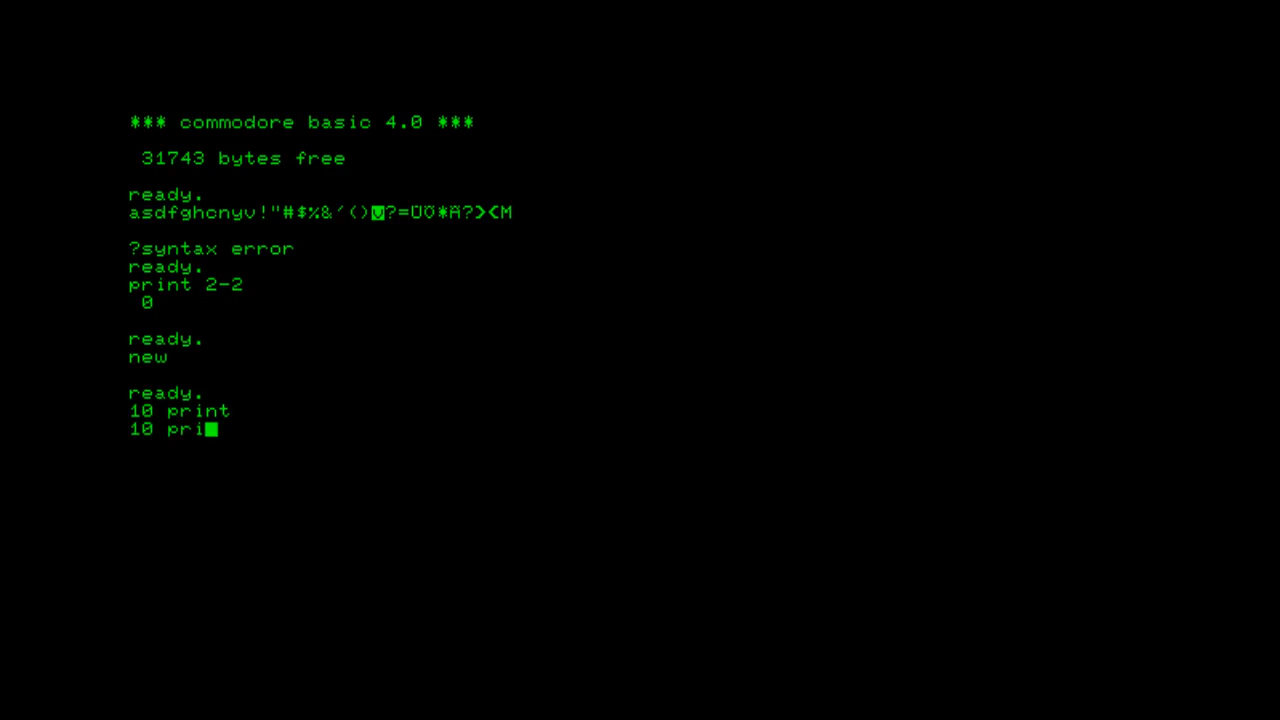 *** commodore basic 4.0 ***
31743 bytes free
ready.
asdfghcnyv!"#$%&'()v?=ÜÖ*Ä?><M
?syntax error
ready.
print 2-2
0
ready.
new
ready.
10 print
10 pri